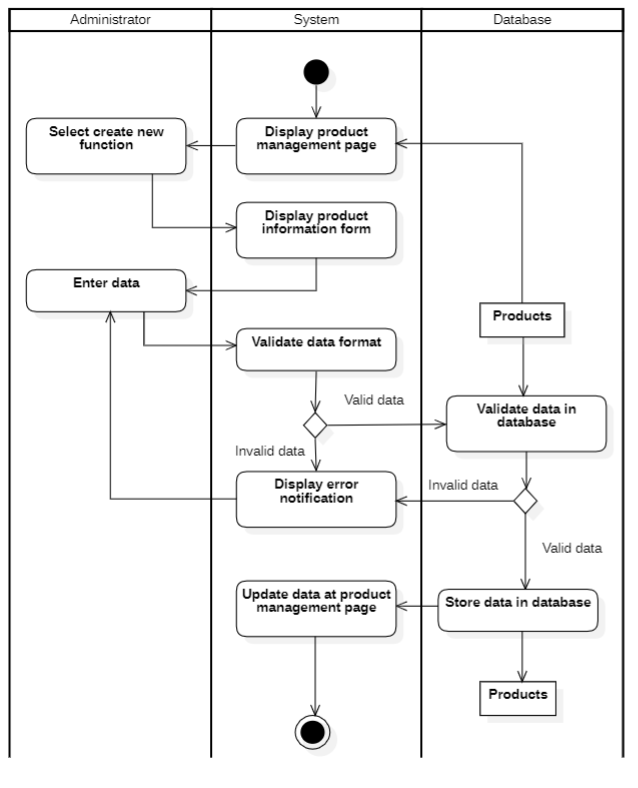 Administrator
System
Database
Select create new
function
Display product
management page
Display product
information form
Enter data
Products
Validate data format
Valid data
Validate data in
database
Invalid data
Display error
notification
Invalid data
Valid data
Update data at product
management page
Store data in database
Products